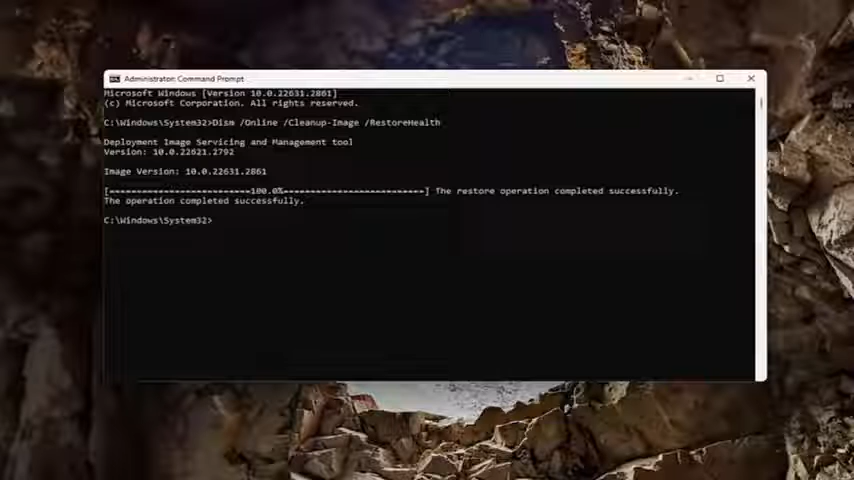 Administrator: Command Prompt
Microsoft Windows [Version 10.0.22631.2861]
(c) Microsoft Corporation. All rights reserved.
C:\Windows\System32>Dism /Online /Cleanup-Image /RestoreHealth
Deployment Image Servicing and Management tool
Version: 10.0.22621.2792
Image Version: 10.0.22631.2861
[==========================100.0%==========================] The restore operation completed successfully.
The operation completed successfully.
C:\Windows\System32>